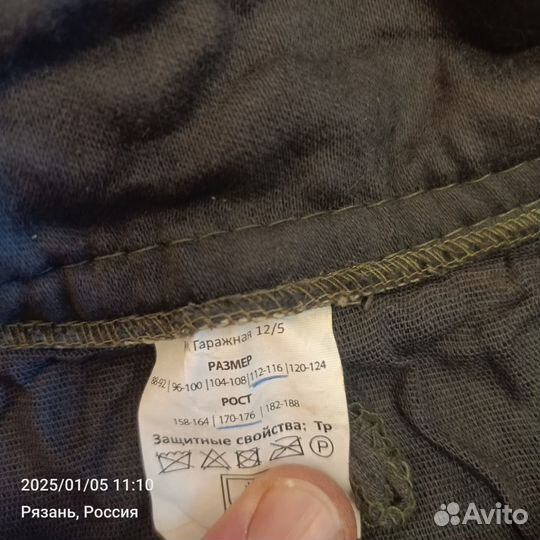 Гаражная 12/5
РАЗМЕР
88-92|96-100|104-108|112-116|120-124
РОСТ
158-164|170-176|182-188
Защитные свойства: Тр
P
2025/01/05 11:10
Рязань, Россия
Avito